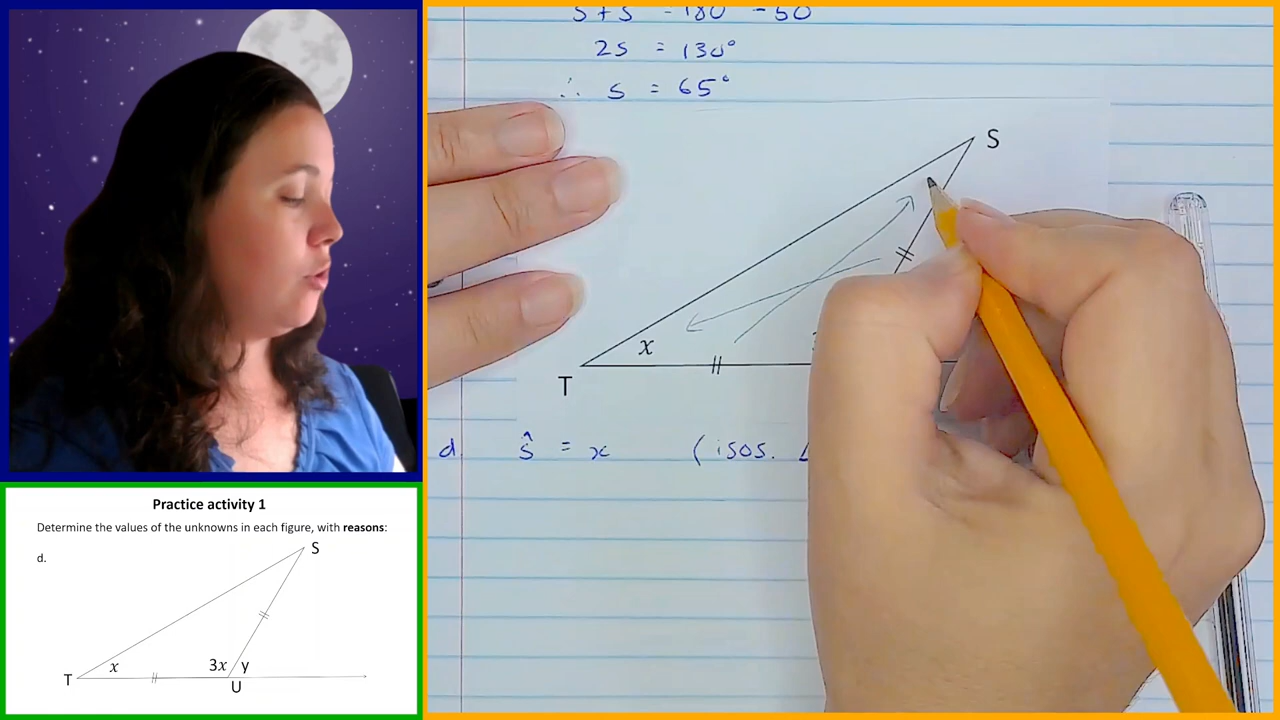 Practice activity 1
Determine the values of the unknowns in each figure, with reasons:
d.
S
x
3x
y
T
U
s + s = 180 - 50
2s = 130°
∴ s = 65°
S
x
T
d. ŝ = x (isos.